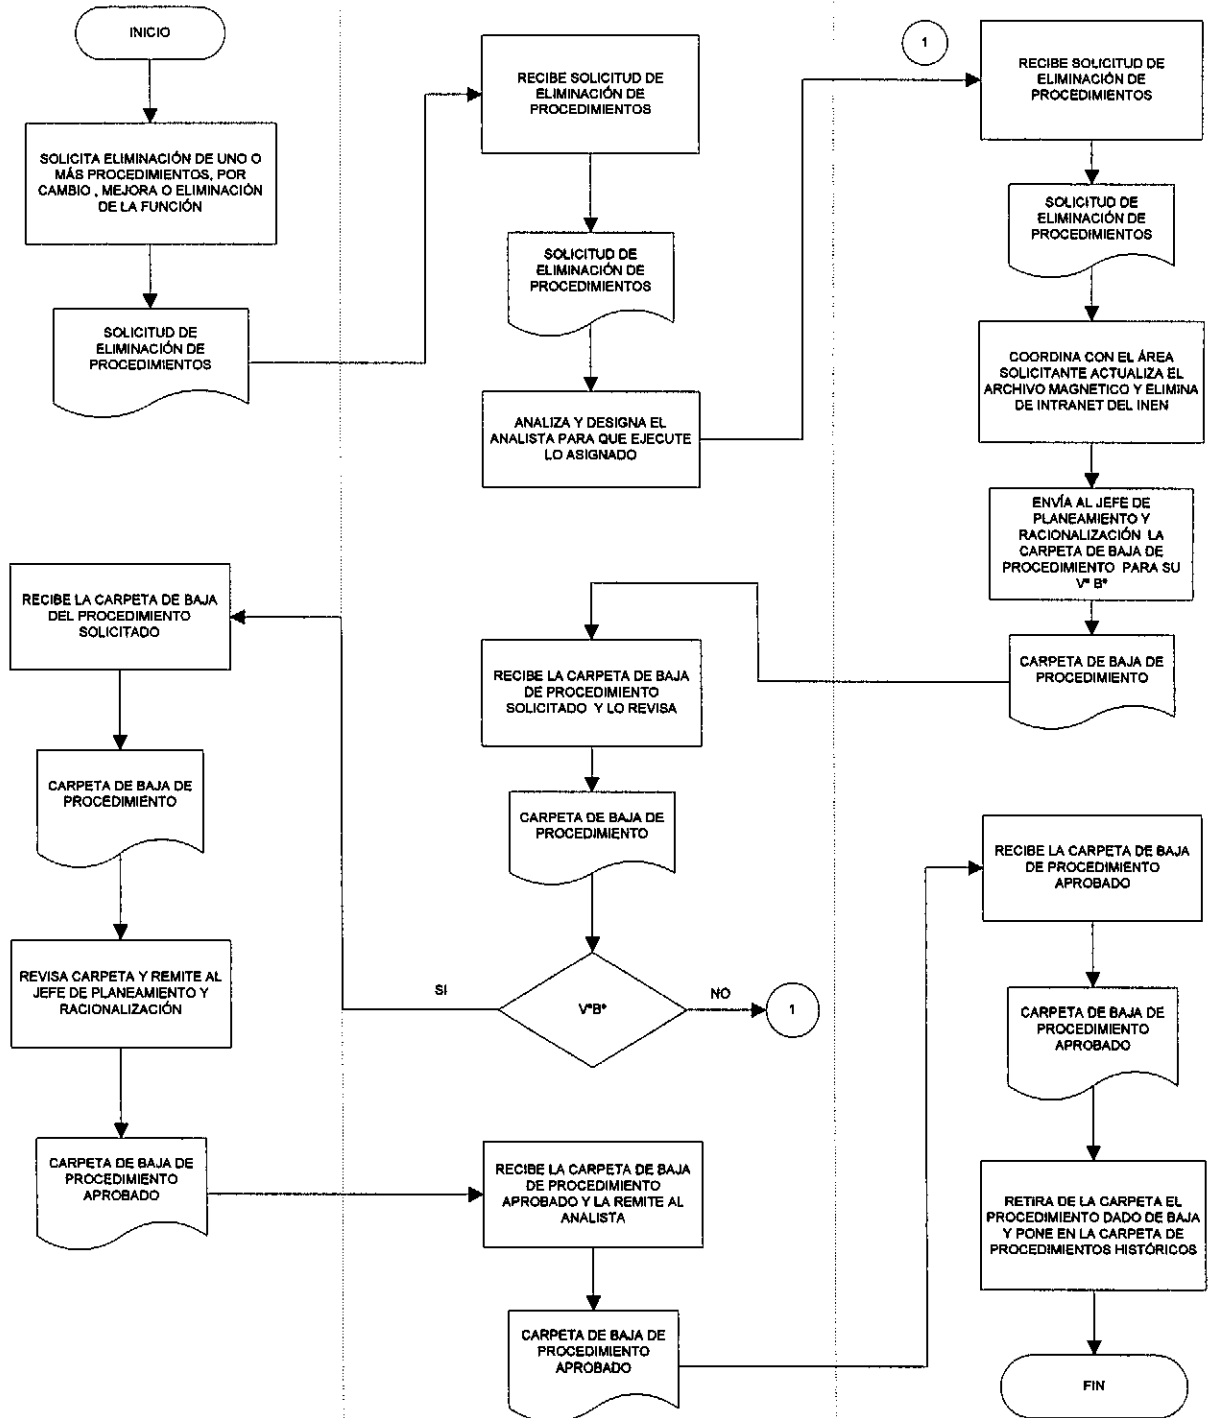 INICIO
SOLICITA ELIMINACIÓN DE UNO O
MÁS PROCEDIMIENTOS, POR
CAMBIO , MEJORA O ELIMINACIÓN
DE LA FUNCIÓN
SOLICITUD DE
ELIMINACIÓN DE
PROCEDIMIENTOS
RECIBE SOLICITUD DE
ELIMINACIÓN DE
PROCEDIMIENTOS
SOLICITUD DE
ELIMINACIÓN DE
PROCEDIMIENTOS
ANALIZA Y DESIGNA EL
ANALISTA PARA QUE EJECUTE
LO ASIGNADO
1
RECIBE SOLICITUD DE
ELIMINACIÓN DE
PROCEDIMIENTOS
SOLICITUD DE
ELIMINACIÓN DE
PROCEDIMIENTOS
COORDINA CON EL ÁREA
SOLICITANTE ACTUALIZA EL
ARCHIVO MAGNETICO Y ELIMINA
DE INTRANET DEL INEN
ENVÍA AL JEFE DE
PLANEAMIENTO Y
RACIONALIZACIÓN LA
CARPETA DE BAJA DE
PROCEDIMIENTO PARA SU
V° B°
CARPETA DE BAJA DE
PROCEDIMIENTO
RECIBE LA CARPETA DE BAJA
DE PROCEDIMIENTO
SOLICITADO Y LO REVISA
CARPETA DE BAJA DE
PROCEDIMIENTO
V°B°
SI
NO
1
RECIBE LA CARPETA DE BAJA
DEL PROCEDIMIENTO
SOLICITADO
CARPETA DE BAJA DE
PROCEDIMIENTO
REVISA CARPETA Y REMITE AL
JEFE DE PLANEAMIENTO Y
RACIONALIZACIÓN
CARPETA DE BAJA DE
PROCEDIMIENTO
APROBADO
RECIBE LA CARPETA DE BAJA
DE PROCEDIMIENTO
APROBADO Y LA REMITE AL
ANALISTA
CARPETA DE BAJA DE
PROCEDIMIENTO
APROBADO
RECIBE LA CARPETA DE BAJA
DE PROCEDIMIENTO
APROBADO
CARPETA DE BAJA DE
PROCEDIMIENTO
APROBADO
RETIRA DE LA CARPETA EL
PROCEDIMIENTO DADO DE BAJA
Y PONE EN LA CARPETA DE
PROCEDIMIENTOS HISTÓRICOS
FIN